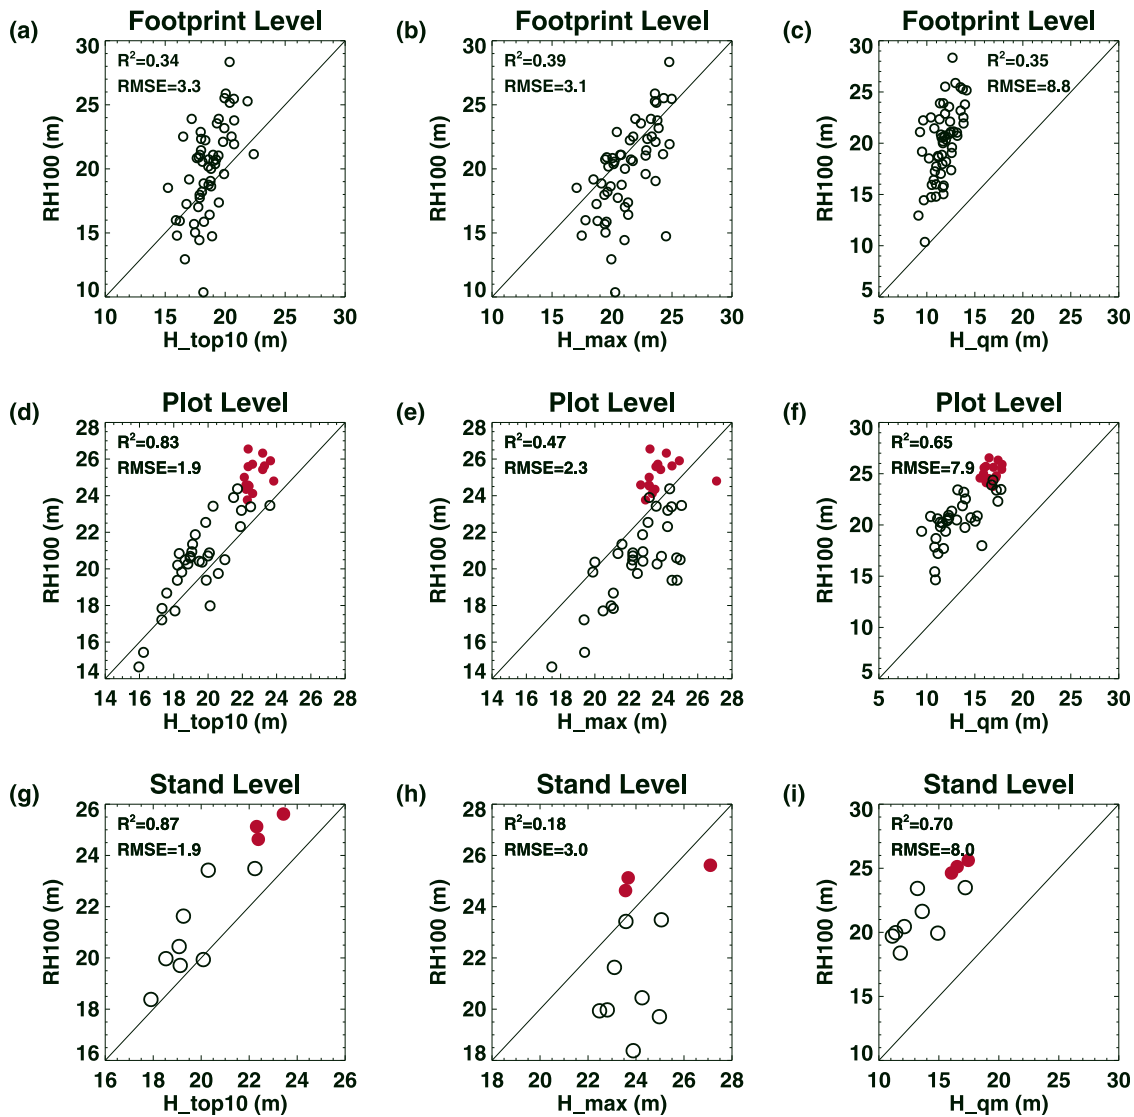 (a) Footprint Level
R²=0.34
RMSE=3.3
RH100 (m)
30
25
20
15
10
10 15 20 25 30
H_top10 (m)
(b) Footprint Level
R²=0.39
RMSE=3.1
RH100 (m)
30
25
20
15
10
10 15 20 25 30
H_max (m)
(c) Footprint Level
R²=0.35
RMSE=8.8
RH100 (m)
30
25
20
15
10
5
5 10 15 20 25 30
H_qm (m)
(d) Plot Level
R²=0.83
RMSE=1.9
RH100 (m)
28
26
24
22
20
18
16
14
14 16 18 20 22 24 26 28
H_top10 (m)
(e) Plot Level
R²=0.47
RMSE=2.3
RH100 (m)
28
26
24
22
20
18
16
14
14 16 18 20 22 24 26 28
H_max (m)
(f) Plot Level
R²=0.65
RMSE=7.9
RH100 (m)
30
25
20
15
10
5
5 10 15 20 25 30
H_qm (m)
(g) Stand Level
R²=0.87
RMSE=1.9
RH100 (m)
26
24
22
20
18
16
16 18 20 22 24 26
H_top10 (m)
(h) Stand Level
R²=0.18
RMSE=3.0
RH100 (m)
28
26
24
22
20
18
18 20 22 24 26 28
H_max (m)
(i) Stand Level
R²=0.70
RMSE=8.0
RH100 (m)
30
25
20
15
10
10 15 20 25 30
H_qm (m)